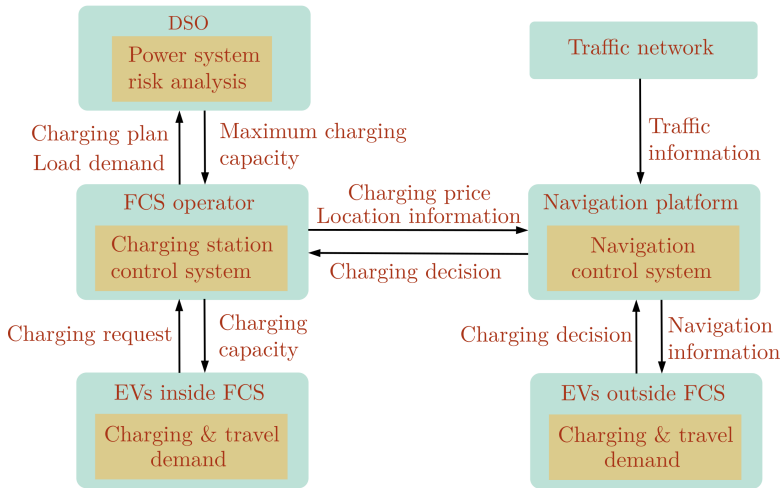 DSO
Power system
risk analysis
Traffic network
Charging plan
Load demand
Maximum charging
capacity
Traffic
information
FCS operator
Charging station
control system
Charging price
Location information
Charging decision
Navigation platform
Navigation
control system
Charging request
Charging
capacity
Charging decision
Navigation
information
EVs inside FCS
Charging & travel
demand
EVs outside FCS
Charging & travel
demand